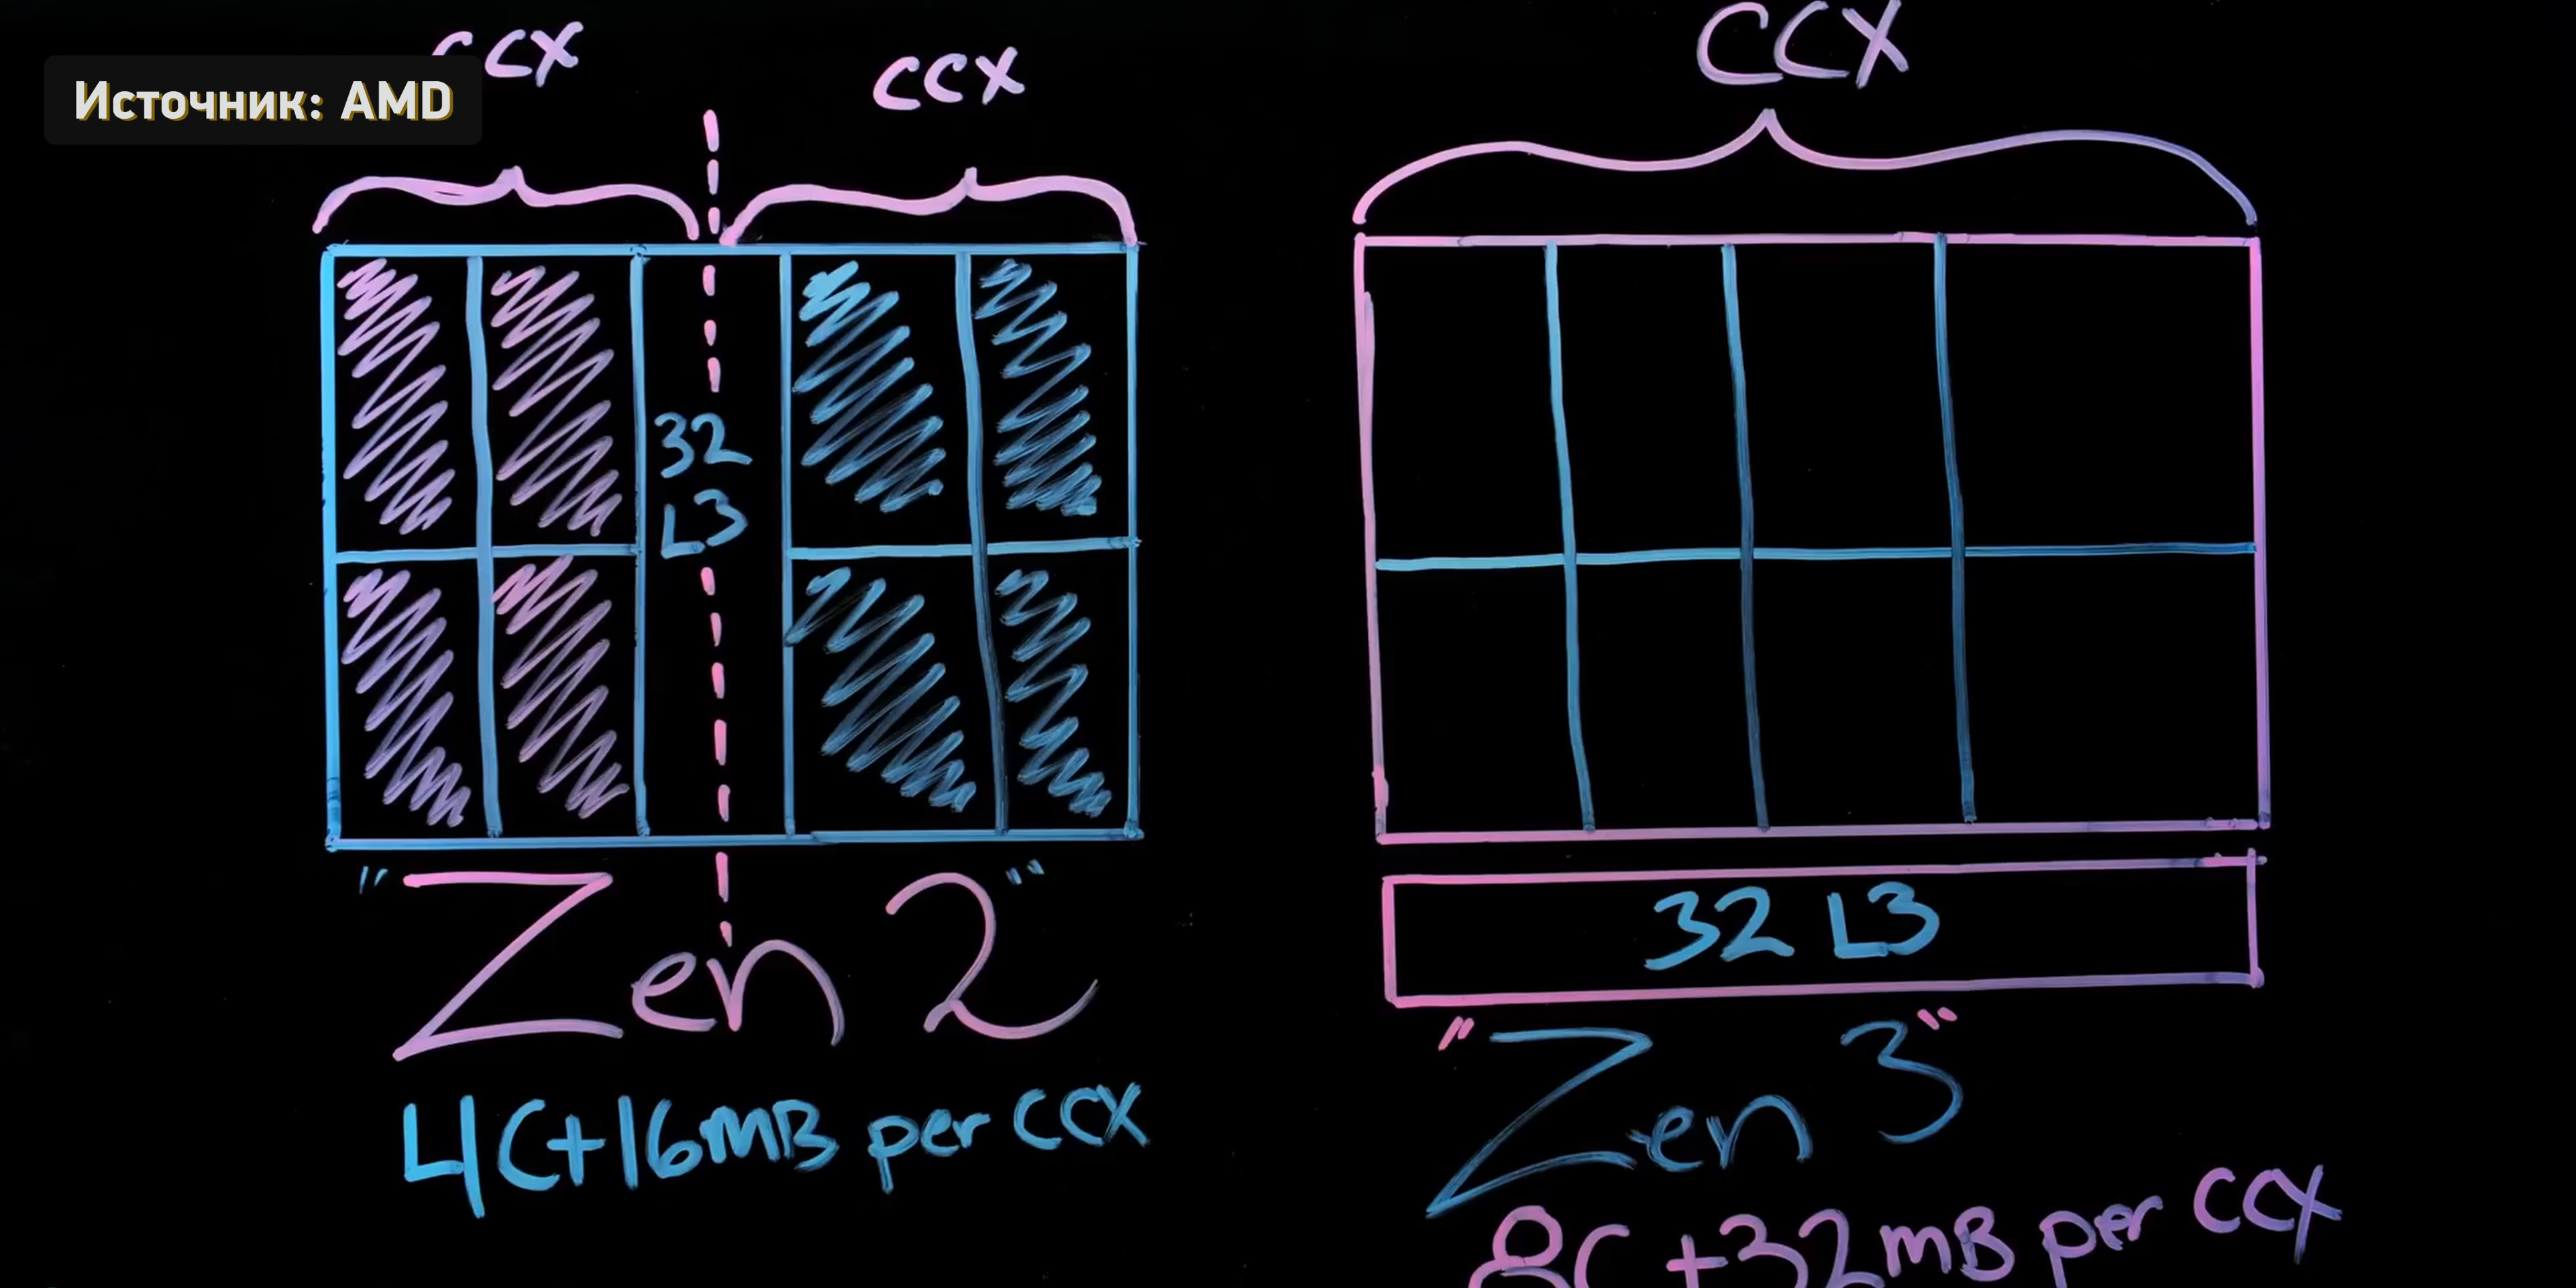 CCX
CCX
CCX
Источник: AMD
32
L3
32 L3
"Zen 2"
"Zen 3"
4C+16MB per CCX
8C+32MB per CCX